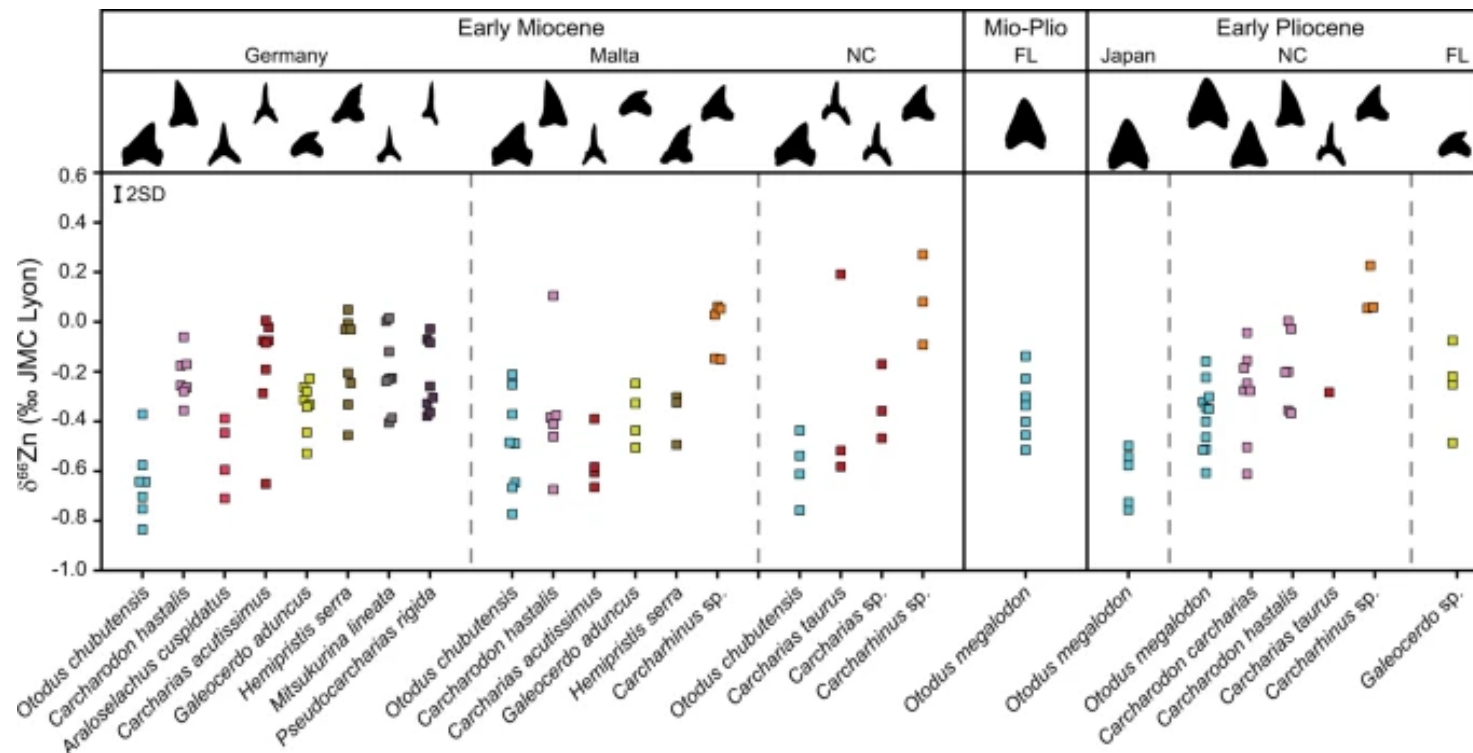 Early Miocene
Mio-Plio
Early Pliocene
Germany
Malta
NC
FL
Japan
NC
FL
2SD
δ⁶⁶Zn (‰ JMC Lyon)
0.6
0.4
0.2
0.0
-0.2
-0.4
-0.6
-0.8
-1.0
Otodus chubutensis
Carcharodon hastalis
Araloselachus cuspidatus
Carcharias acutissimus
Galeocerdo aduncus
Hemipristis serra
Mitsukurina lineata
Pseudocarcharias rigida
Otodus chubutensis
Carcharodon hastalis
Carcharias acutissimus
Galeocerdo aduncus
Hemipristis serra
Carcharhinus sp.
Otodus chubutensis
Carcharias taurus
Carcharias sp.
Carcharhinus sp.
Otodus megalodon
Otodus megalodon
Otodus megalodon
Carcharodon carcharias
Carcharodon hastalis
Carcharias taurus
Carcharhinus sp.
Galeocerdo sp.